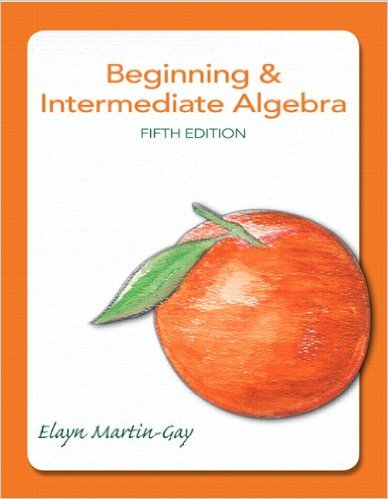 Beginning &
Intermediate Algebra
FIFTH EDITION
Elayn Martin-Gay